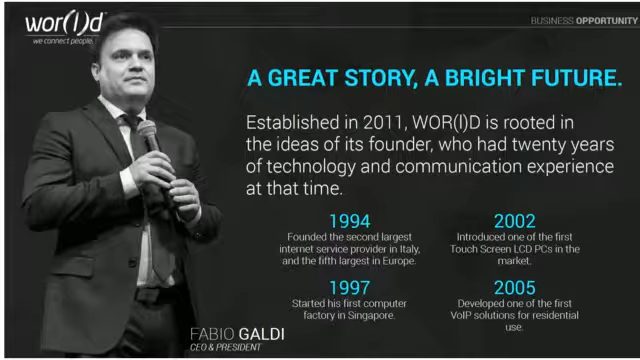 wor(l)d
we connect people.
BUSINESS OPPORTUNITY
A GREAT STORY, A BRIGHT FUTURE.
Established in 2011, WOR(l)D is rooted in
the ideas of its founder, who had twenty years
of technology and communication experience
at that time.
1994
Founded the second largest
internet service provider in Italy,
and the fifth largest in Europe.
2002
Introduced one of the first
Touch Screen LCD PCs in the
market.
1997
Started his first computer
factory in Singapore.
2005
Developed one of the first
VoIP solutions for residential
use.
FABIO GALDI
CEO & PRESIDENT